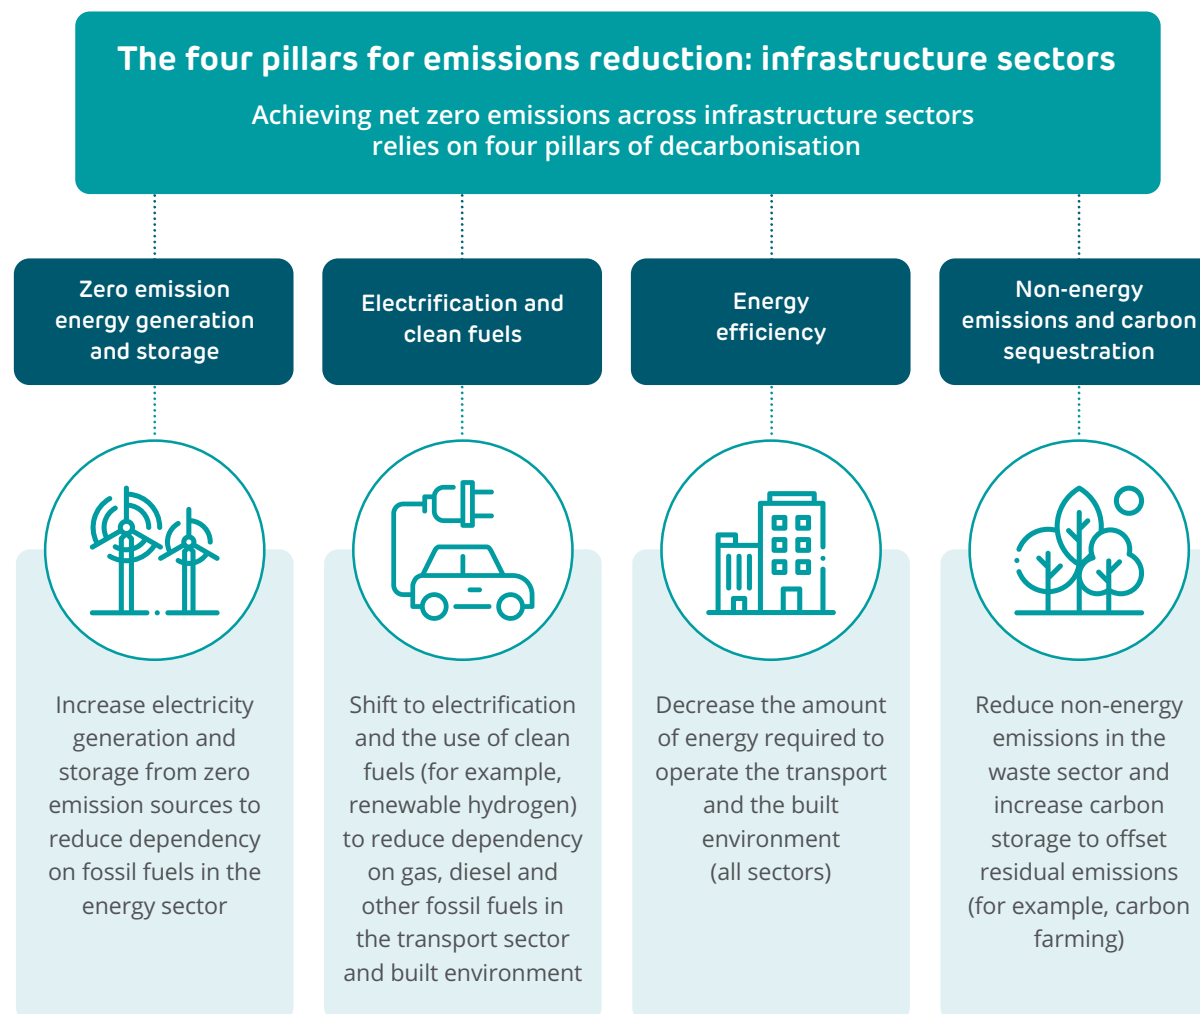 The four pillars for emissions reduction: infrastructure sectors
Achieving net zero emissions across infrastructure sectors
relies on four pillars of decarbonisation
Zero emission
energy generation
and storage
Increase electricity
generation and
storage from zero
emission sources to
reduce dependency
on fossil fuels in the
energy sector
Electrification and
clean fuels
Shift to electrification
and the use of clean
fuels (for example,
renewable hydrogen)
to reduce dependency
on gas, diesel and
other fossil fuels in
the transport sector
and built environment
Energy
efficiency
Decrease the amount
of energy required to
operate the transport
and the built
environment
(all sectors)
Non-energy
emissions and carbon
sequestration
Reduce non-energy
emissions in the
waste sector and
increase carbon
storage to offset
residual emissions
(for example, carbon
farming)